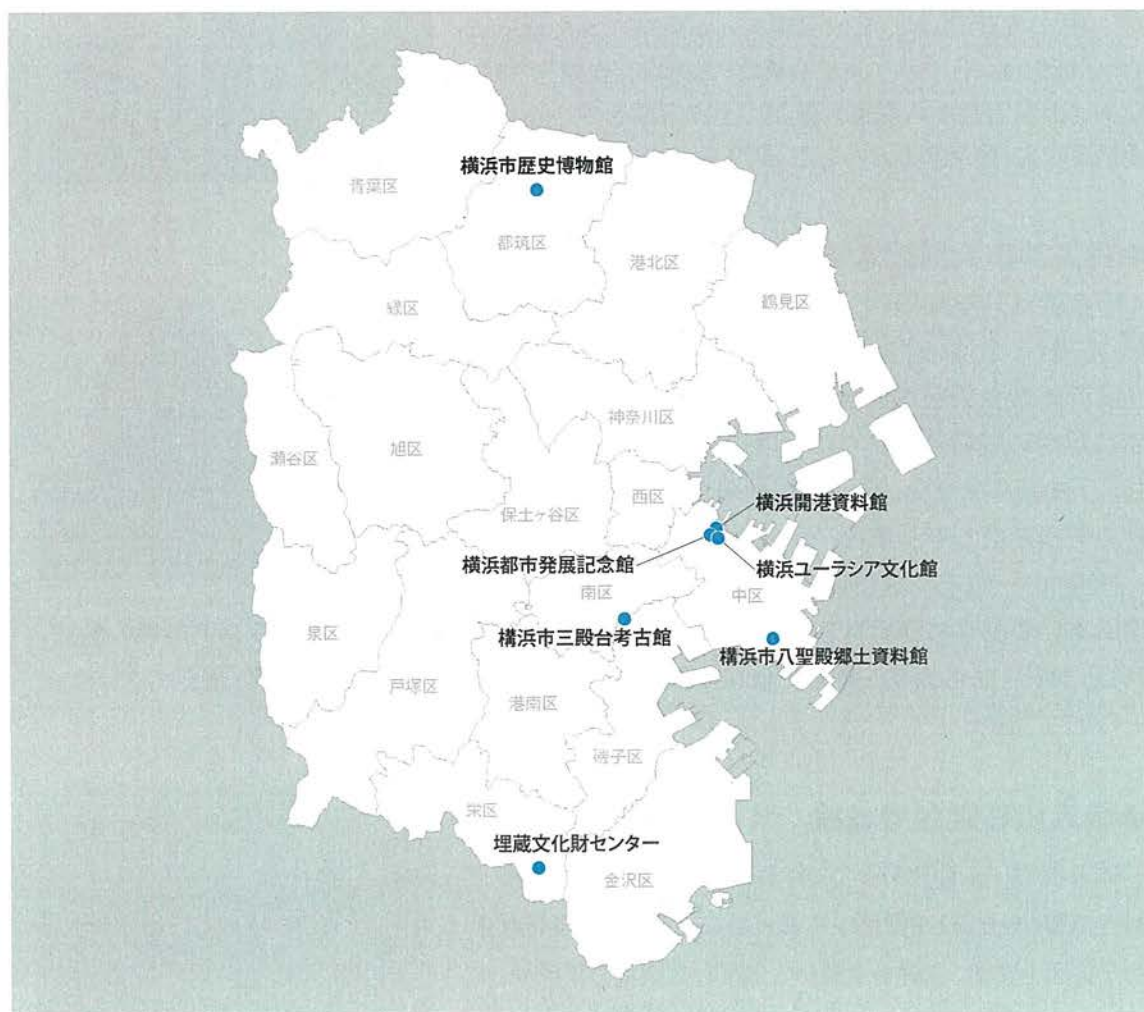 横浜市歴史博物館
青葉区
都筑区
港北区
鶴見区
緑区
神奈川区
旭区
瀬谷区
西区
保土ヶ谷区
横浜開港資料館
横浜都市発展記念館
横浜ユーラシア文化館
南区
中区
横浜市三殿台考古館
横浜市八聖殿郷土資料館
泉区
戸塚区
港南区
磯子区
栄区
埋蔵文化財センター
金沢区